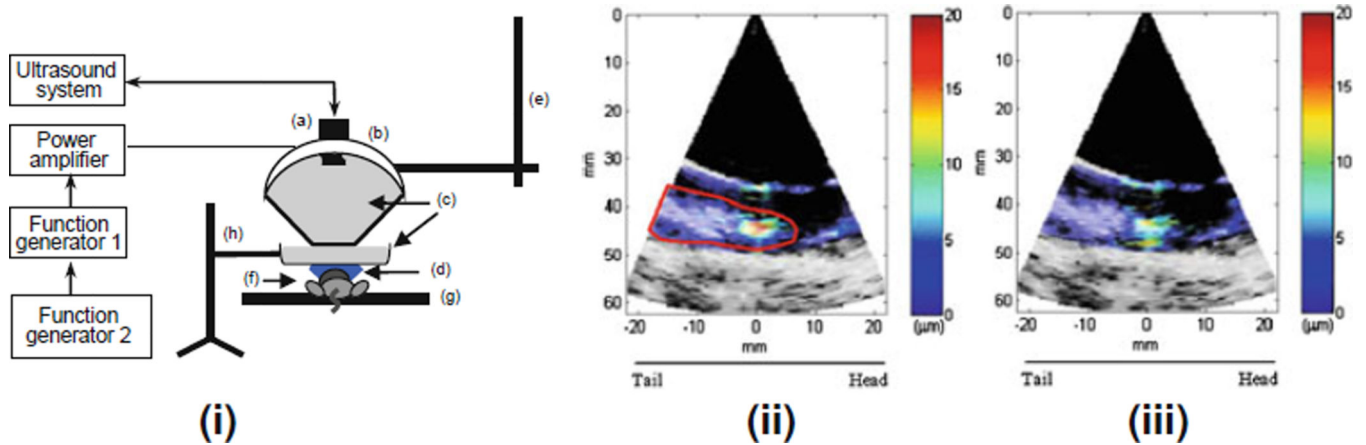 Ultrasound
system
Power
amplifier
Function
generator 1
Function
generator 2
(a)
(b)
(c)
(d)
(e)
(f)
(g)
(h)
(i)
0
10
20
30
40
50
60
mm
-20
-10
0
10
20
mm
20
15
10
5
0
(μm)
Tail
Head
(ii)
0
10
20
30
40
50
60
mm
-20
-10
0
10
20
mm
20
15
10
5
0
(μm)
Tail
Head
(iii)